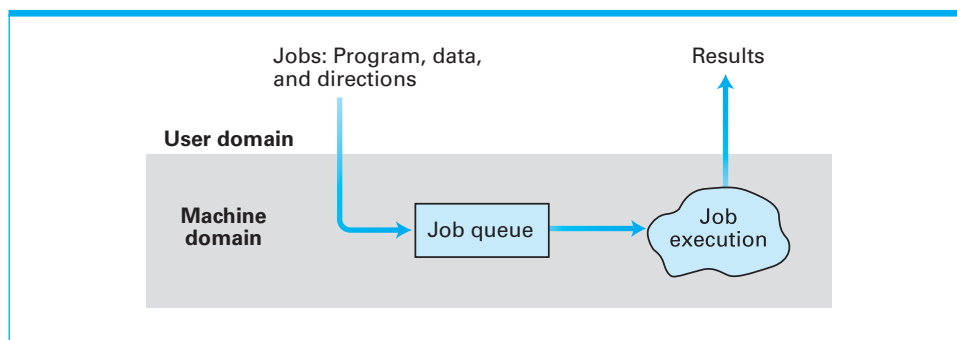 Jobs: Program, data,
and directions
Results
User domain
Machine
domain
Job queue
Job
execution